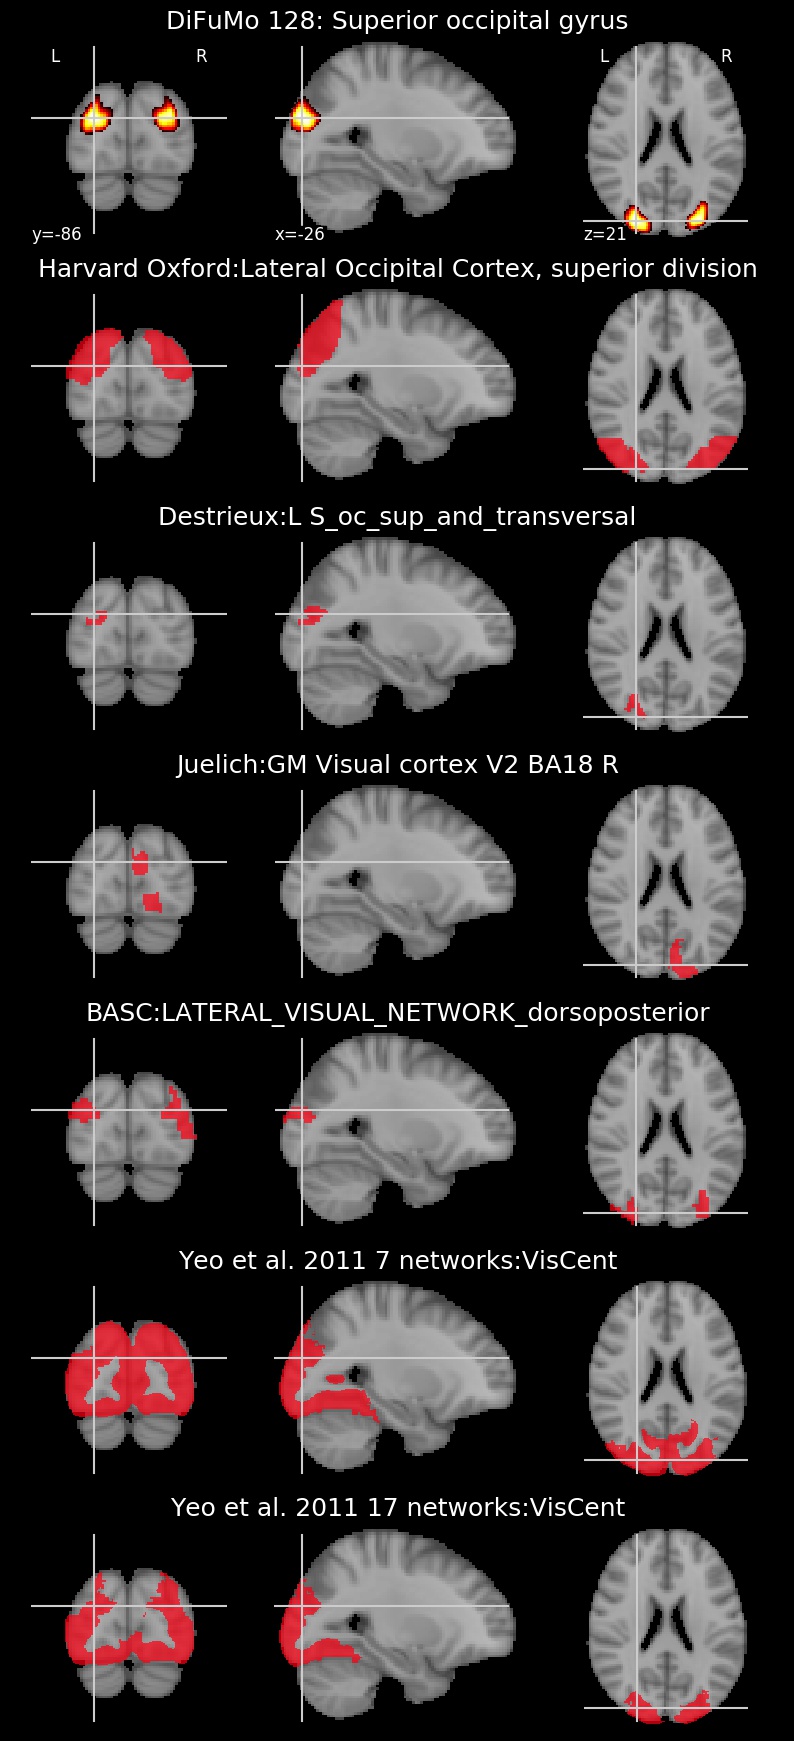 DiFuMo 128: Superior occipital gyrus
L R L R
y=-86 x=-26 z=21
Harvard Oxford:Lateral Occipital Cortex, superior division
Destrieux:L S_oc_sup_and_transversal
Juelich:GM Visual cortex V2 BA18 R
BASC:LATERAL_VISUAL_NETWORK_dorsoposterior
Yeo et al. 2011 7 networks:VisCent
Yeo et al. 2011 17 networks:VisCent